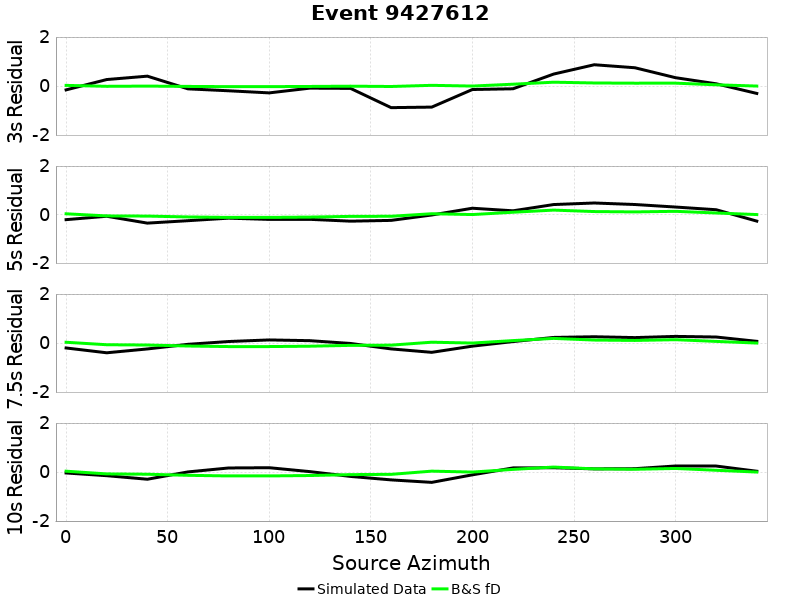 Event 9427612
3s Residual
2
0
-2
5s Residual
2
0
-2
7.5s Residual
2
0
-2
10s Residual
2
0
-2
0 50 100 150 200 250 300
Source Azimuth
Simulated Data B&S fD